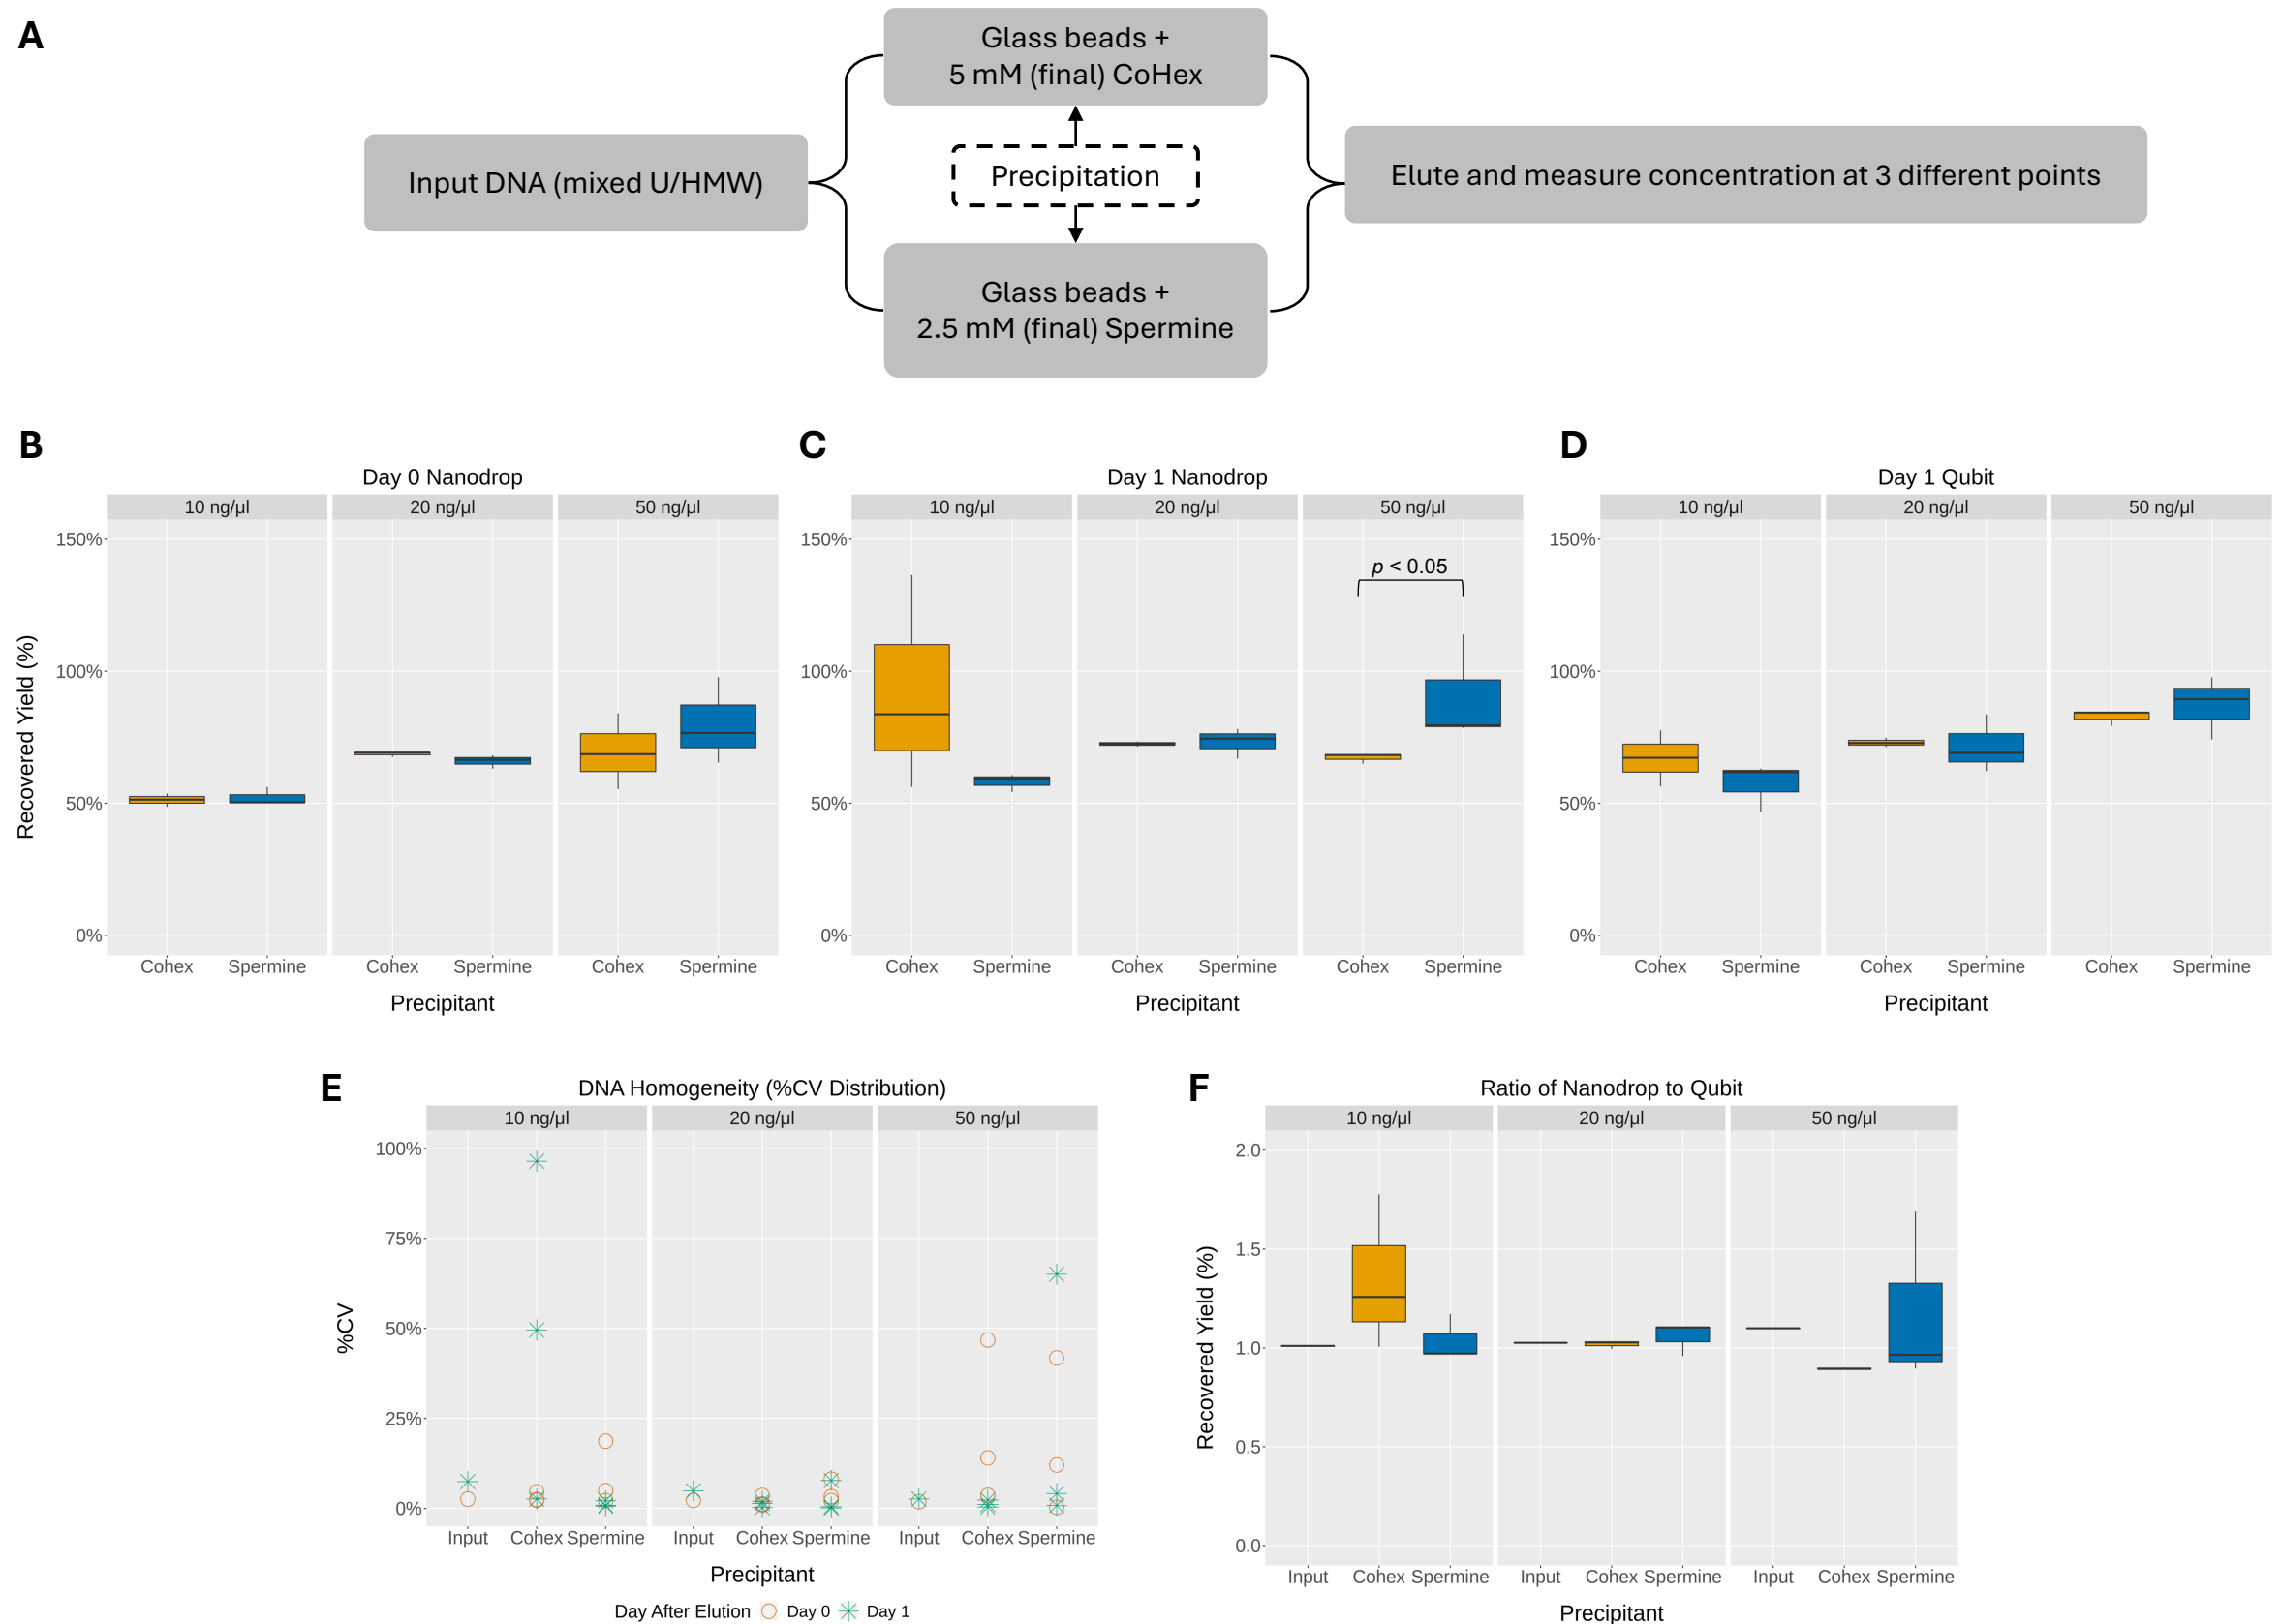 A
Glass beads +
5 mM (final) CoHex
Input DNA (mixed U/HMW)
Precipitation
Elute and measure concentration at 3 different points
Glass beads +
2.5 mM (final) Spermine
B
Day 0 Nanodrop
10 ng/µl 20 ng/µl 50 ng/µl
150%
100%
50%
0%
Recovered Yield (%)
Cohex Spermine Cohex Spermine Cohex Spermine
Precipitant
C
Day 1 Nanodrop
10 ng/µl 20 ng/µl 50 ng/µl
150%
p < 0.05
100%
50%
0%
Cohex Spermine Cohex Spermine Cohex Spermine
Precipitant
D
Day 1 Qubit
10 ng/µl 20 ng/µl 50 ng/µl
150%
100%
50%
0%
Cohex Spermine Cohex Spermine Cohex Spermine
Precipitant
E
DNA Homogeneity (%CV Distribution)
10 ng/µl 20 ng/µl 50 ng/µl
100%
75%
50%
25%
0%
%CV
Input Cohex Spermine Input Cohex Spermine Input Cohex Spermine
Precipitant
Day After Elution Day 0 Day 1
F
Ratio of Nanodrop to Qubit
10 ng/µl 20 ng/µl 50 ng/µl
2.0
1.5
1.0
0.5
0.0
Recovered Yield (%)
Input Cohex Spermine Input Cohex Spermine Input Cohex Spermine
Precipitant